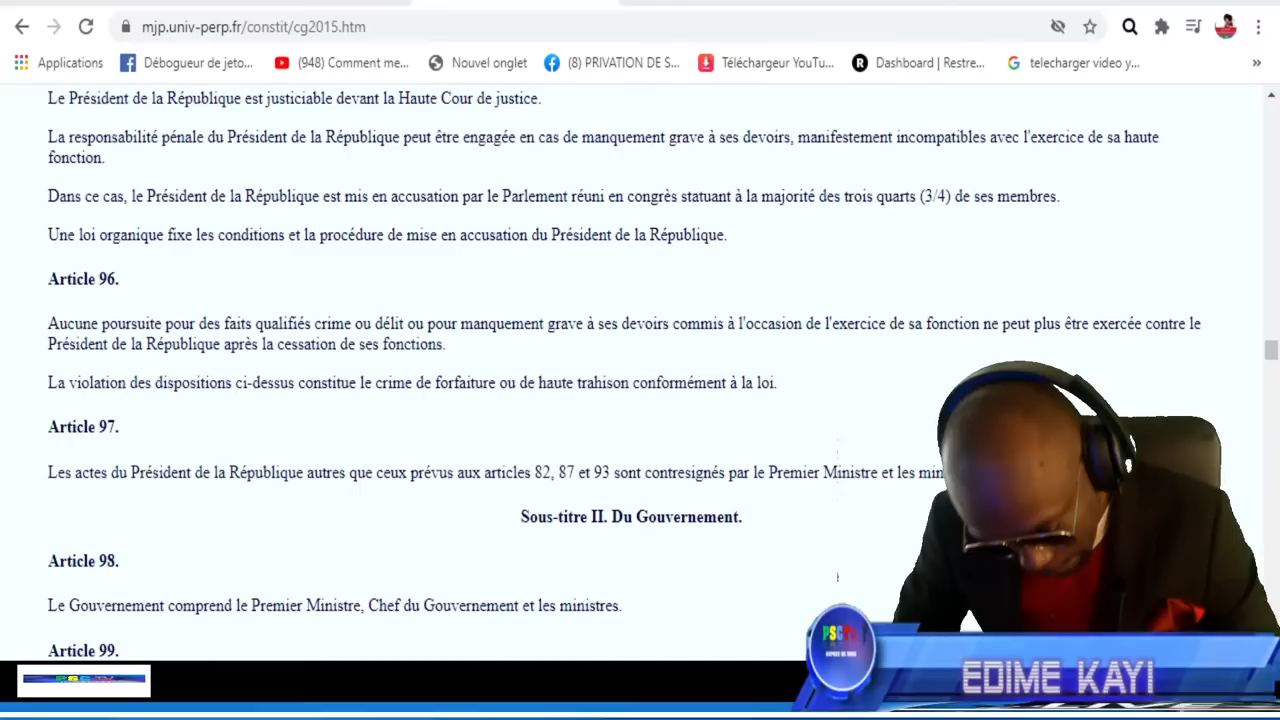 mjp.univ-perp.fr/constit/cg2015.htm
Applications
Débogueur de jeto...
(948) Comment me...
Nouvel onglet
(8) PRIVATION DE S...
Téléchargeur YouTu...
R Dashboard | Restre...
G telecharger video y...
»
Le Président de la République est justiciable devant la Haute Cour de justice.
La responsabilité pénale du Président de la République peut être engagée en cas de manquement grave à ses devoirs, manifestement incompatibles avec l'exercice de sa haute
fonction.
Dans ce cas, le Président de la République est mis en accusation par le Parlement réuni en congrès statuant à la majorité des trois quarts (3/4) de ses membres.
Une loi organique fixe les conditions et la procédure de mise en accusation du Président de la République.
Article 96.
Aucune poursuite pour des faits qualifiés crime ou délit ou pour manquement grave à ses devoirs commis à l'occasion de l'exercice de sa fonction ne peut plus être exercée contre le
Président de la République après la cessation de ses fonctions.
La violation des dispositions ci-dessus constitue le crime de forfaiture ou de haute trahison conformément à la loi.
Article 97.
Les actes du Président de la République autres que ceux prévus aux articles 82, 87 et 93 sont contresignés par le Premier Ministre et les min
Sous-titre II. Du Gouvernement.
Article 98.
Le Gouvernement comprend le Premier Ministre, Chef du Gouvernement et les ministres.
Article 99.
EDIME KAYI